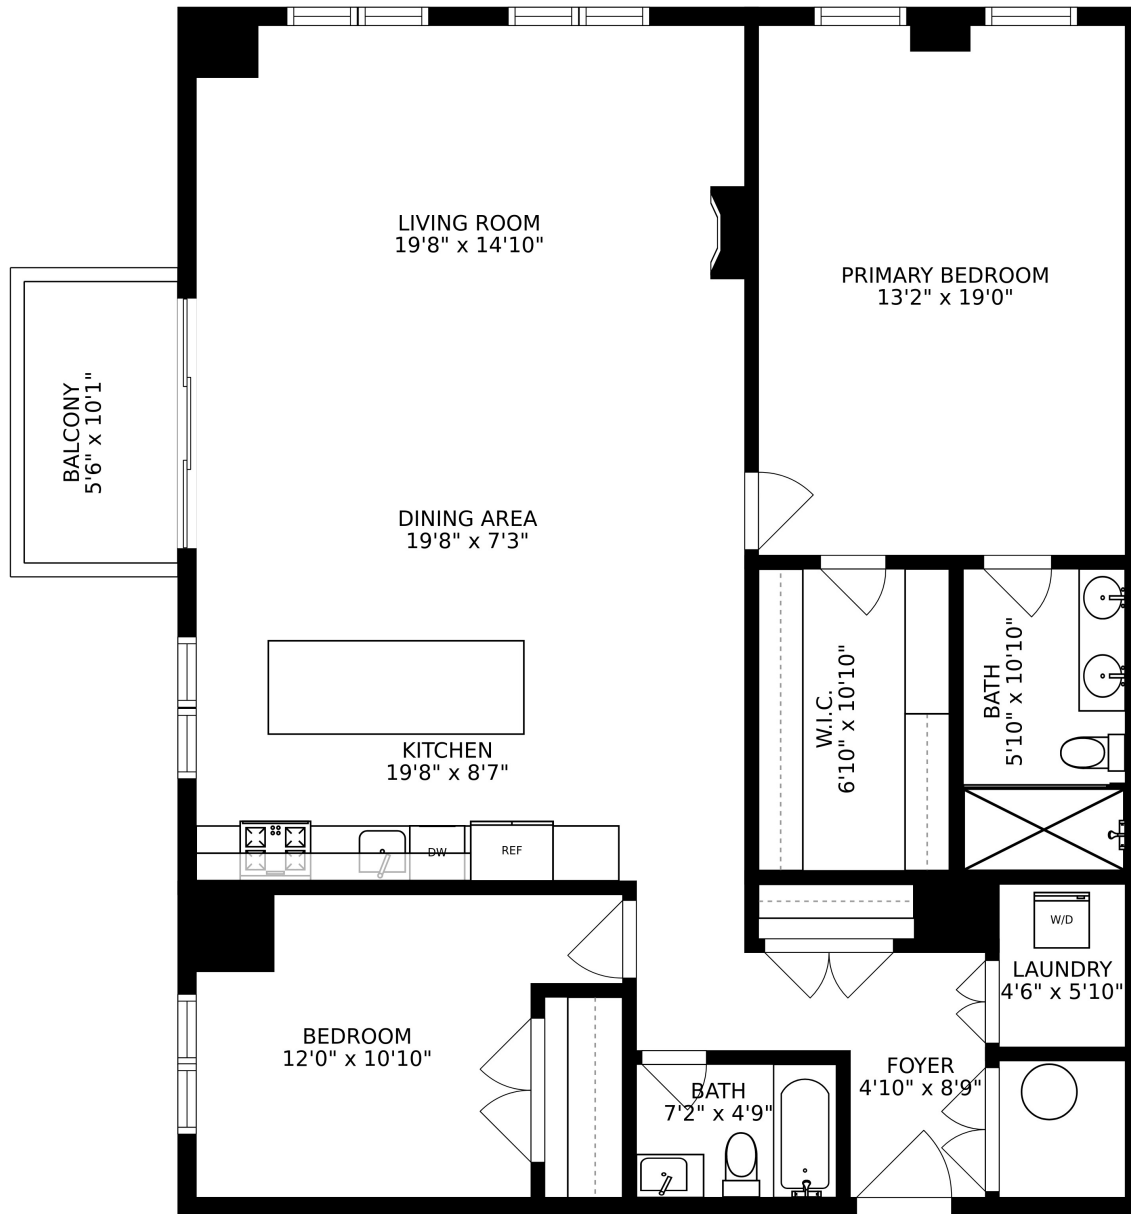 LIVING ROOM
19'8" x 14'10"
PRIMARY BEDROOM
13'2" x 19'0"
BALCONY
5'6" x 10'1"
DINING AREA
19'8" x 7'3"
W.I.C.
6'10" x 10'10"
BATH
5'10" x 10'10"
KITCHEN
19'8" x 8'7"
DW
REF
W/D
LAUNDRY
4'6" x 5'10"
BEDROOM
12'0" x 10'10"
BATH
7'2" x 4'9"
FOYER
4'10" x 8'9"